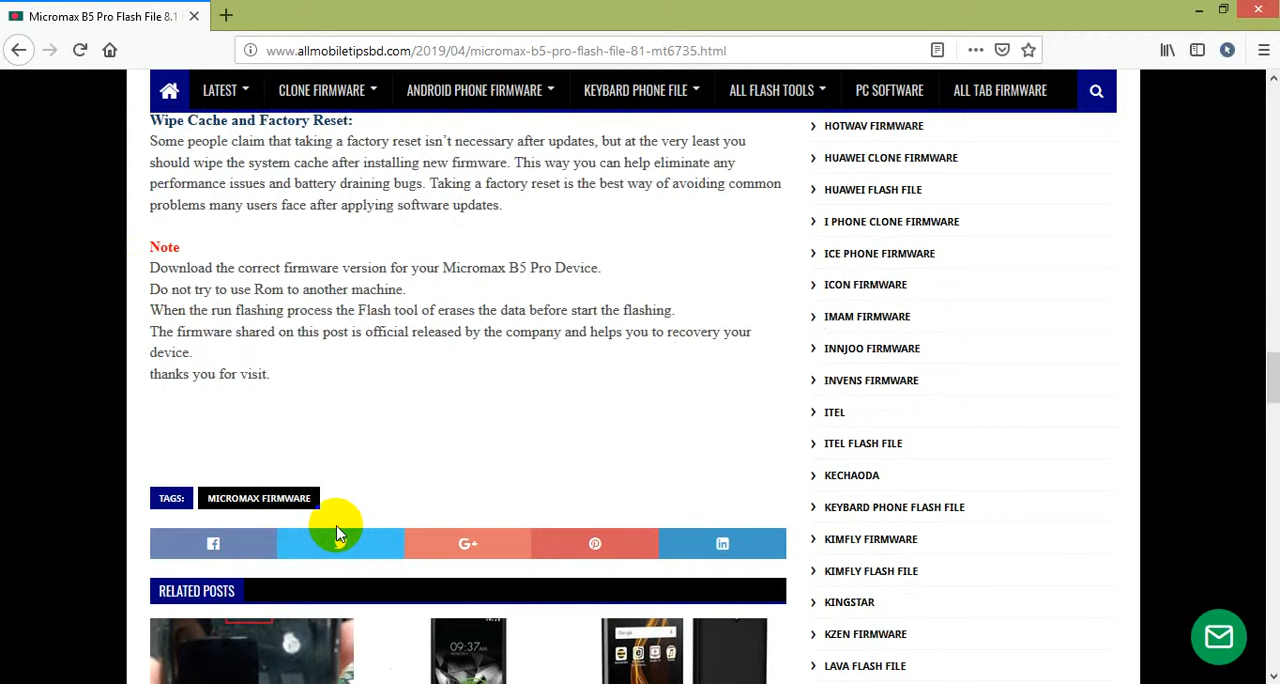 Micromax B5 Pro Flash File 8.1
www.allmobiletipsbd.com/2019/04/micromax-b5-pro-flash-file-81-mt6735.html
LATEST
CLONE FIRMWARE
ANDROID PHONE FIRMWARE
KEYBARD PHONE FILE
ALL FLASH TOOLS
PC SOFTWARE
ALL TAB FIRMWARE
Wipe Cache and Factory Reset:
Some people claim that taking a factory reset isn't necessary after updates, but at the very least you
should wipe the system cache after installing new firmware. This way you can help eliminate any
performance issues and battery draining bugs. Taking a factory reset is the best way of avoiding common
problems many users face after applying software updates.
Note
Download the correct firmware version for your Micromax B5 Pro Device.
Do not try to use Rom to another machine.
When the run flashing process the Flash tool of erases the data before start the flashing.
The firmware shared on this post is official released by the company and helps you to recovery your
device.
thanks you for visit.
TAGS:
MICROMAX FIRMWARE
G+
RELATED POSTS
09:37
Google
HOTWAV FIRMWARE
HUAWEI CLONE FIRMWARE
HUAWEI FLASH FILE
I PHONE CLONE FIRMWARE
ICE PHONE FIRMWARE
ICON FIRMWARE
IMAM FIRMWARE
INNJOO FIRMWARE
INVENS FIRMWARE
ITEL
ITEL FLASH FILE
KECHAODA
KEYBARD PHONE FLASH FILE
KIMFLY FIRMWARE
KIMFLY FLASH FILE
KINGSTAR
KZEN FIRMWARE
LAVA FLASH FILE